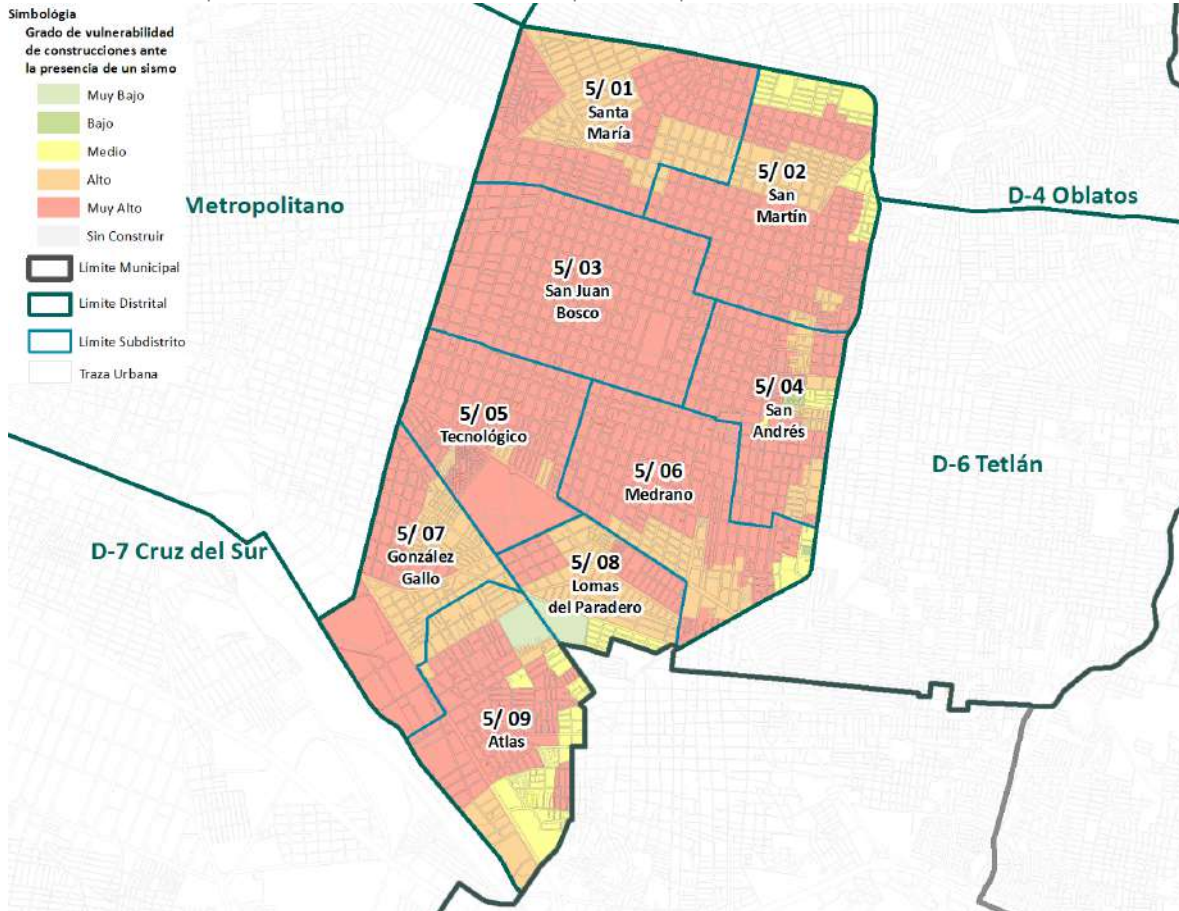 Simbológia
Grado de vulnerabilidad
de construcciones ante
la presencia de un sismo
Muy Bajo
Bajo
Medio
Alto
Muy Alto
Sin Construir
Límite Municipal
Límite Distrital
Límite Subdistrito
Traza Urbana
Metropolitano
D-4 Oblatos
D-6 Tetlán
D-7 Cruz del Sur
5/ 01
Santa
María
5/ 02
San
Martín
5/ 03
San Juan
Bosco
5/ 04
San
Andrés
5/ 05
Tecnológico
5/ 06
Medrano
5/ 07
González
Gallo
5/ 08
Lomas
del Paradero
5/ 09
Atlas